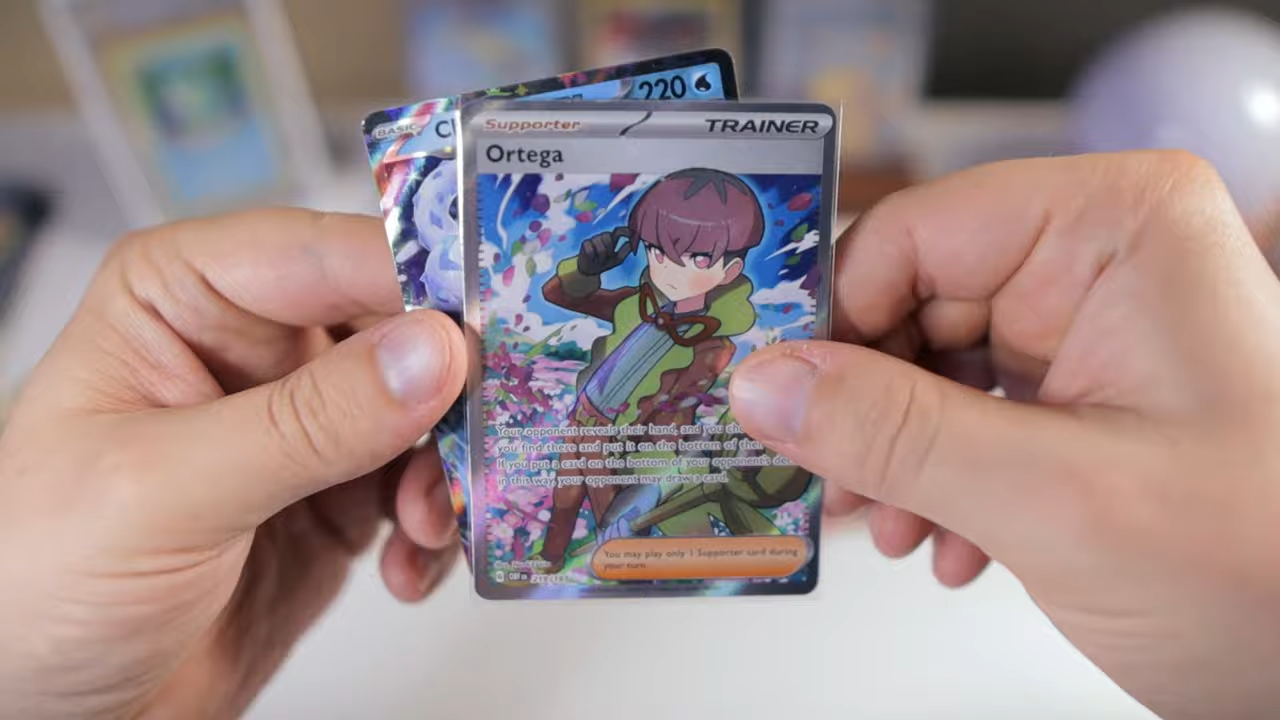 220
BASIC
Supporter
TRAINER
Ortega
Your opponent reveals their hand, and you
you find there and put it on the bottom of
If you put a card on the bottom of your opponent's
in this way, your opponent may draw a card.
You may play only 1 Supporter card during
your turn.
G OBF EN